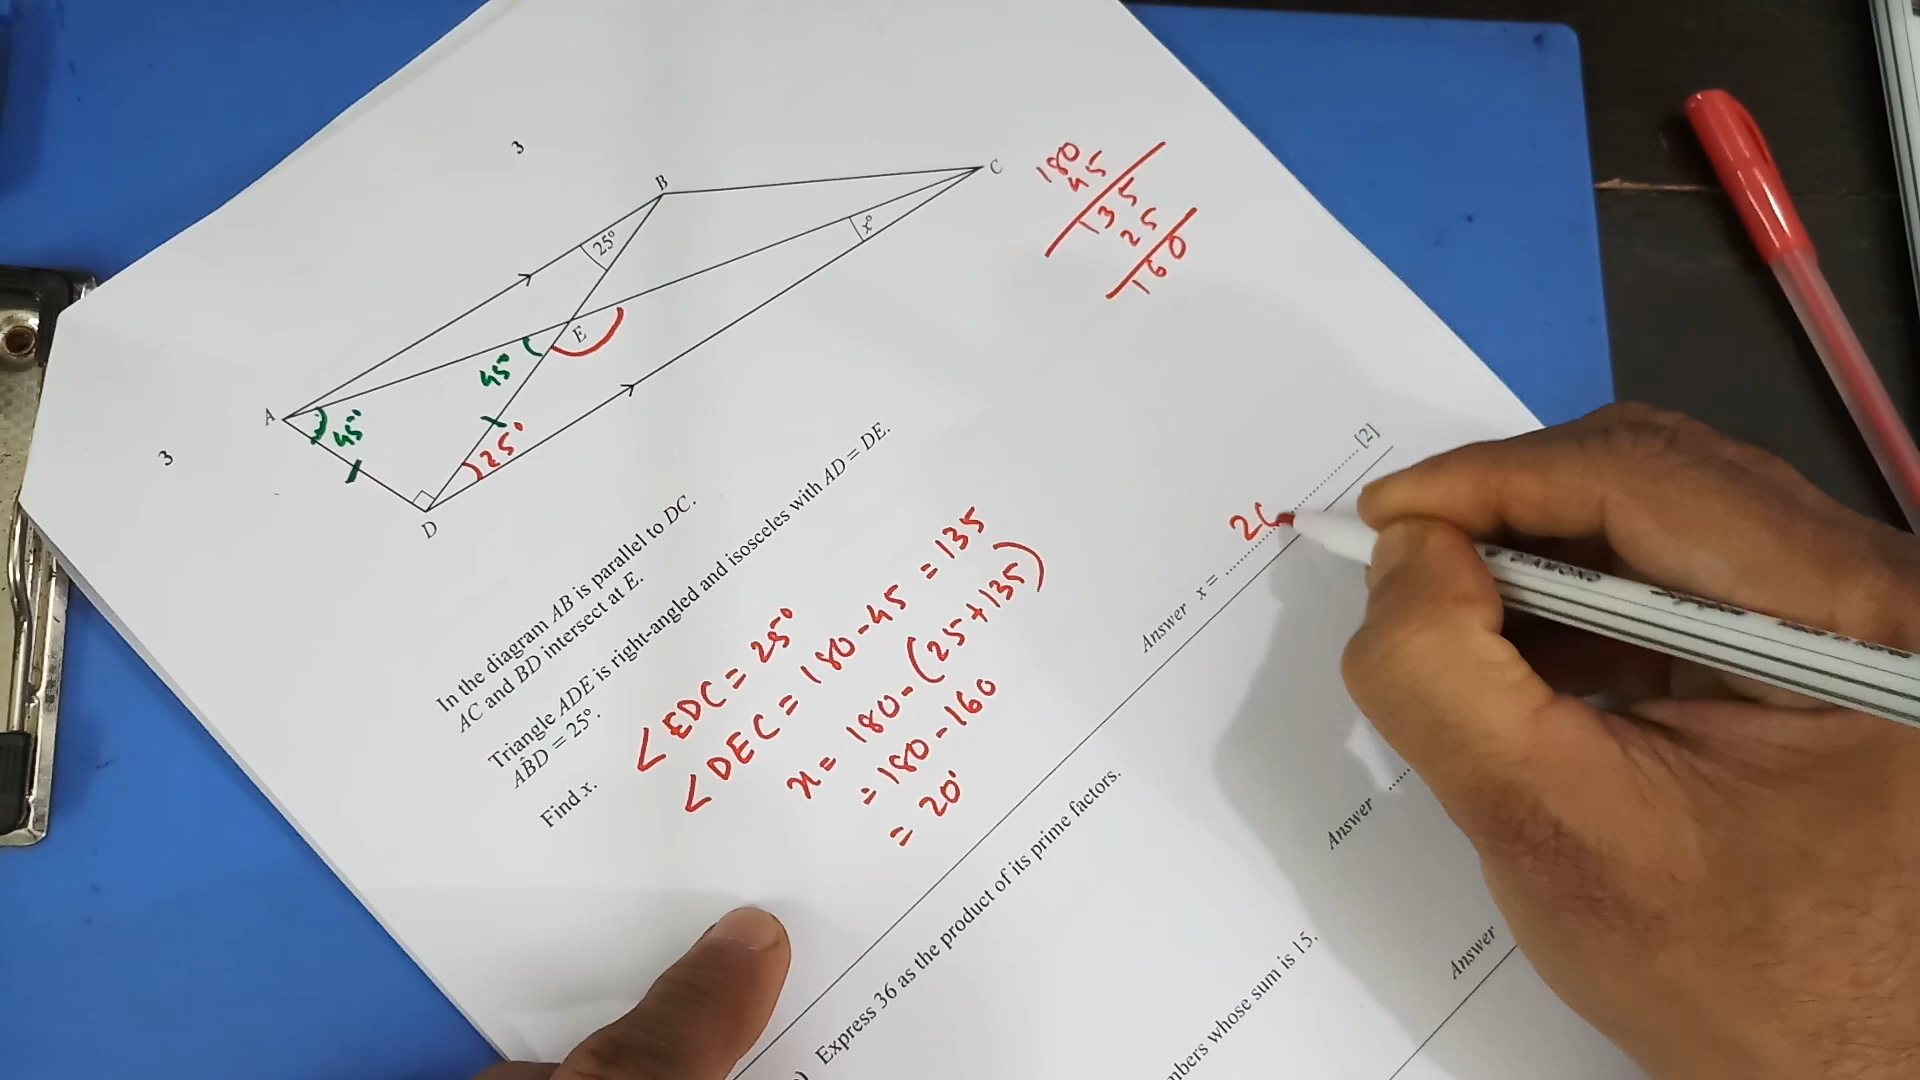 3
B
C
25°
x°
E
45°
A
45°
25°
D
180
45
135
25
160
3
In the diagram AB is parallel to DC.
AC and BD intersect at E.
Triangle ADE is right-angled and isosceles with AD = DE.
AB̂D = 25°.
Find x.
∠EDC = 25°
∠DEC = 180-45 = 135
x = 180-(25+135)
= 180-160
= 20°
Answer x = 20 [2]
Express 36 as the product of its prime factors.
Answer
whose sum is 15.
Answer